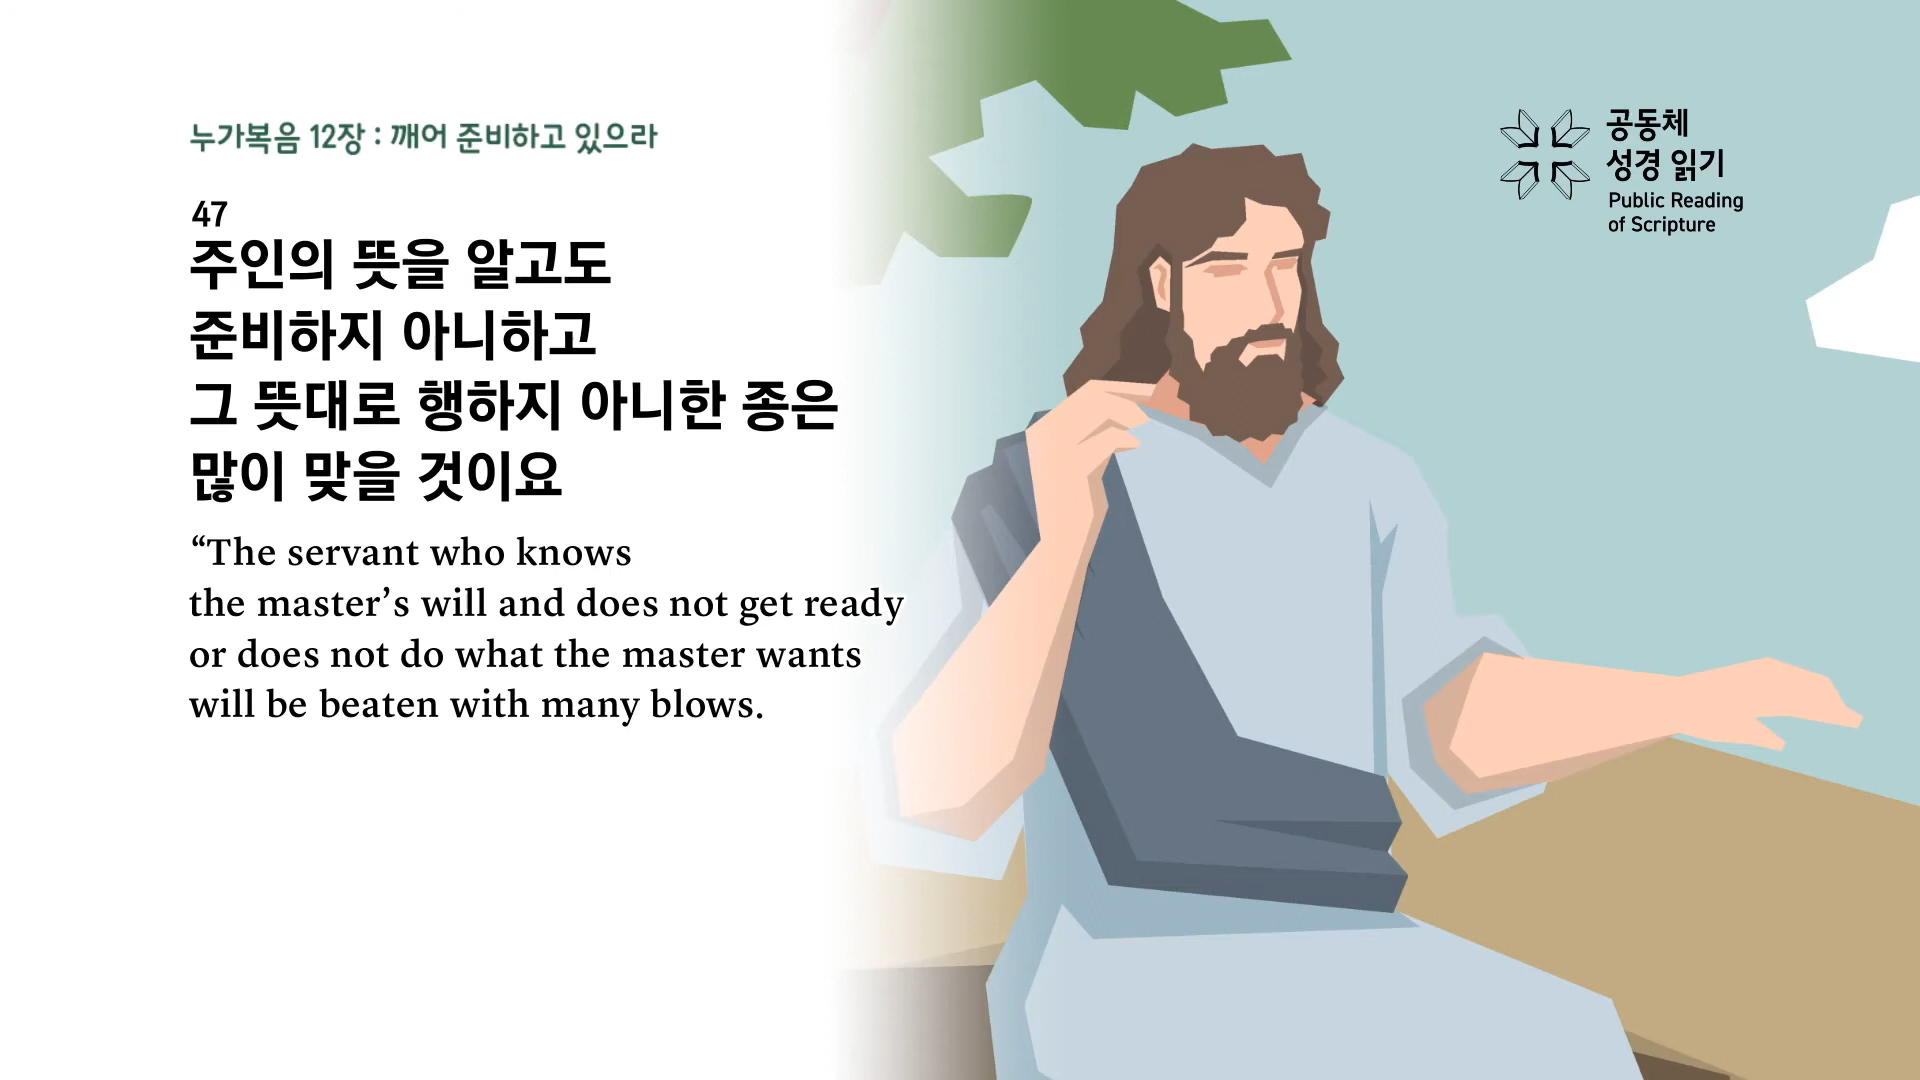 누가복음 12장 : 깨어 준비하고 있으라
47
주인의 뜻을 알고도
준비하지 아니하고
그 뜻대로 행하지 아니한 종은
많이 맞을 것이요
“The servant who knows
the master’s will and does not get ready
or does not do what the master wants
will be beaten with many blows.
공동체
성경 읽기
Public Reading
of Scripture